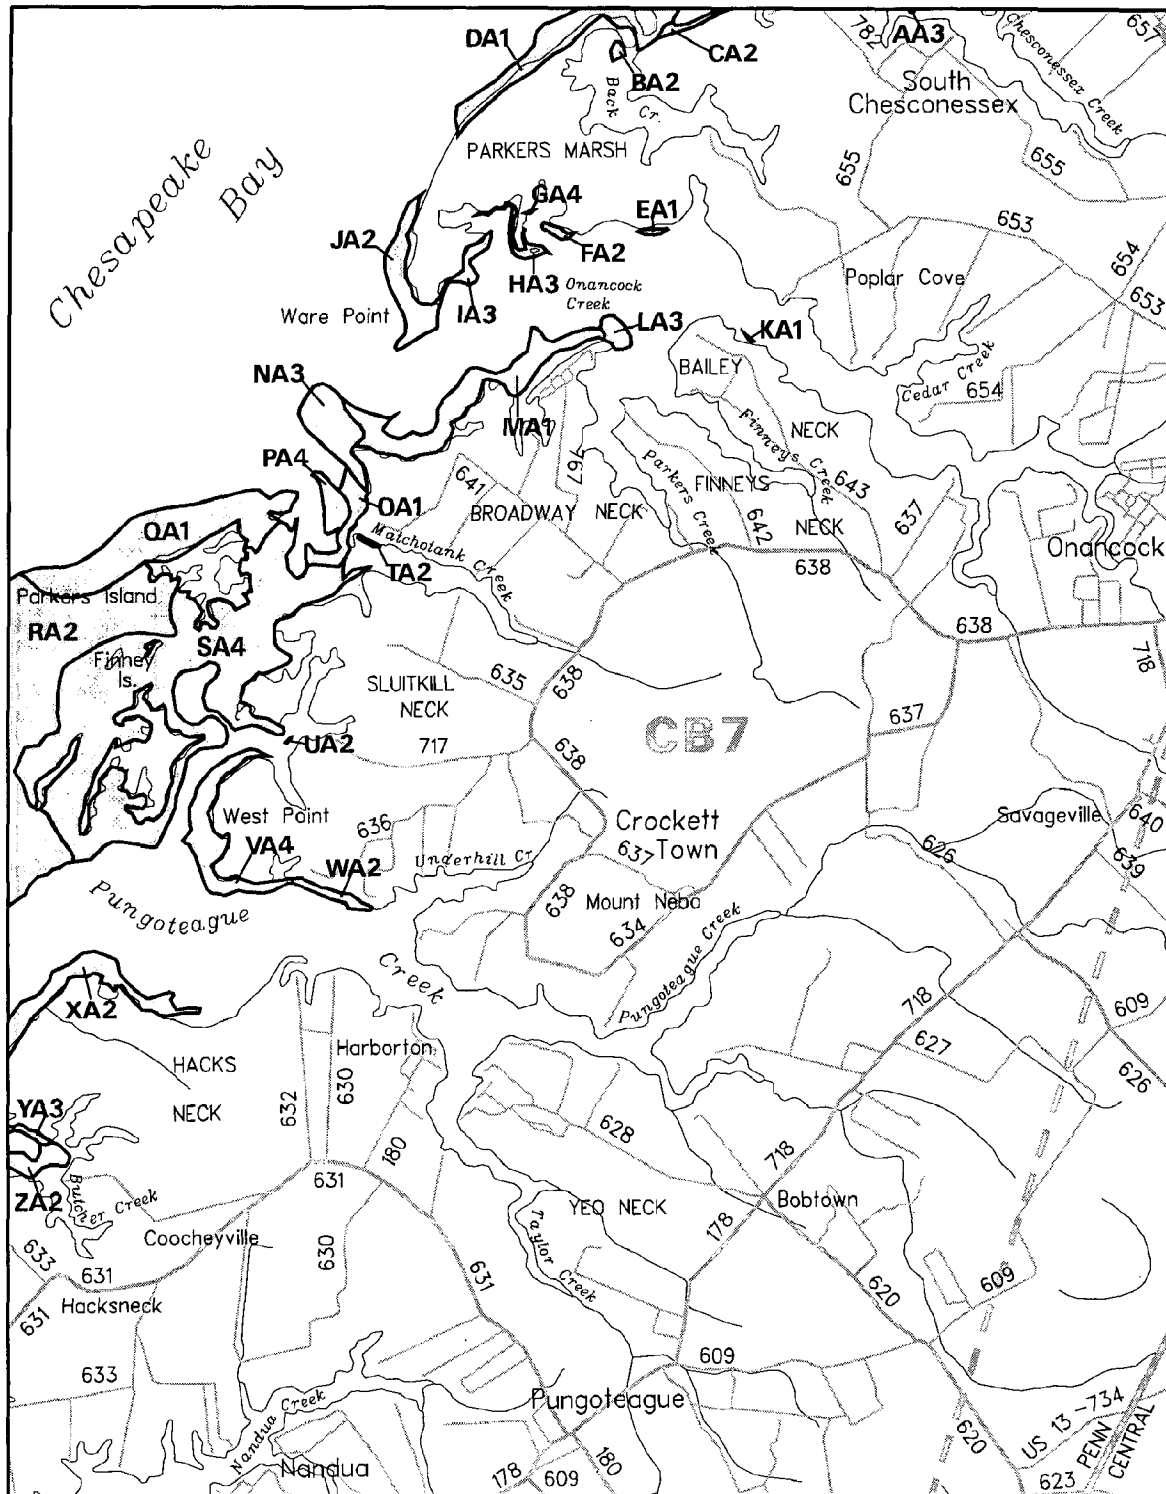 DA1
CA2
BA2
Back
Cr.
782
AA3
Chesconessex Creek
657
South
Chesconessex
PARKERS MARSH
655
655
Chesapeake
Bay
GA4
EA1
FA2
653
654
JA2
HA3
Onancock
Creek
Poplar Cove
653
Ware Point
IA3
LA3
KA1
BAILEY
NECK
Cedar Creek
654
NA3
MA1
Finneys Creek
PA4
767
Parkers Creek
FINNEYS
NECK
643
641
OA1
BROADWAY NECK
642
637
QA1
Matchotank Creek
Onancock
638
TA2
Parkers Island
RA2
SA4
638
718
Finney
Is.
SLUITKILL
NECK
635
638
637
CB7
UA2
717
638
West Point
636
Crockett
Town
637
Savageville
640
VA4
WA2
Underhill Cr.
626
639
Pungoteague
Creek
638
Mount Nebo
634
Pungoteague Creek
XA2
718
609
HACKS
NECK
Harborton
627
626
632
630
YA3
628
180
718
631
ZA2
Butcher Creek
YEO NECK
Bobtown
Coocheyville
630
Taylor
Creek
178
633
631
631
620
609
631
Hacksneck
633
609
Nandua Creek
Pungoteague
US 13 -734
Nandua
178
609
180
620
PENN
CENTRAL
623